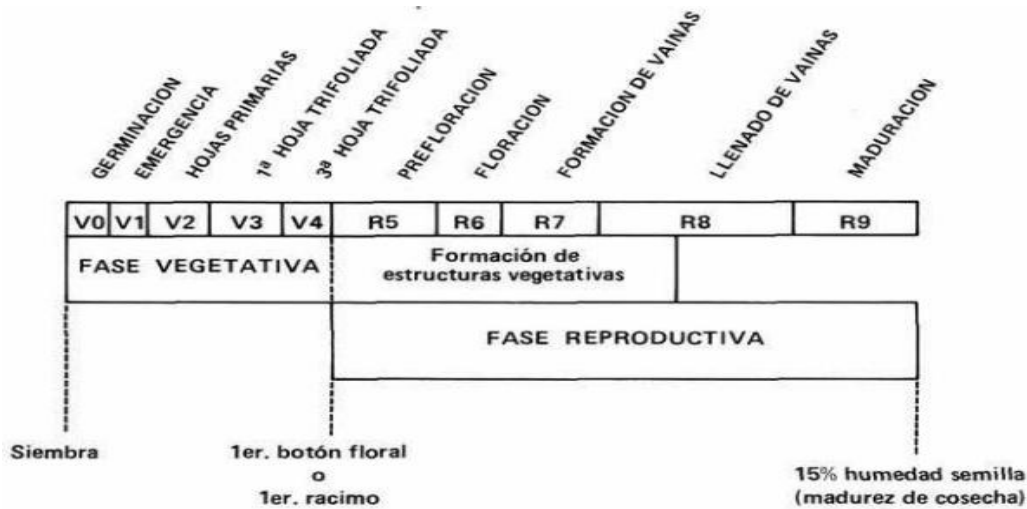 GERMINACION
EMERGENCIA
HOJAS PRIMARIAS
1ª HOJA TRIFOLIADA
3ª HOJA TRIFOLIADA
PREFLORACION
FLORACION
FORMACION DE VAINAS
LLENADO DE VAINAS
MADURACION
V0 V1 V2 V3 V4 R5 R6 R7 R8 R9
FASE VEGETATIVA
Formación de
estructuras vegetativas
FASE REPRODUCTIVA
Siembra
1er. botón floral
o
1er. racimo
15% humedad semilla
(madurez de cosecha)